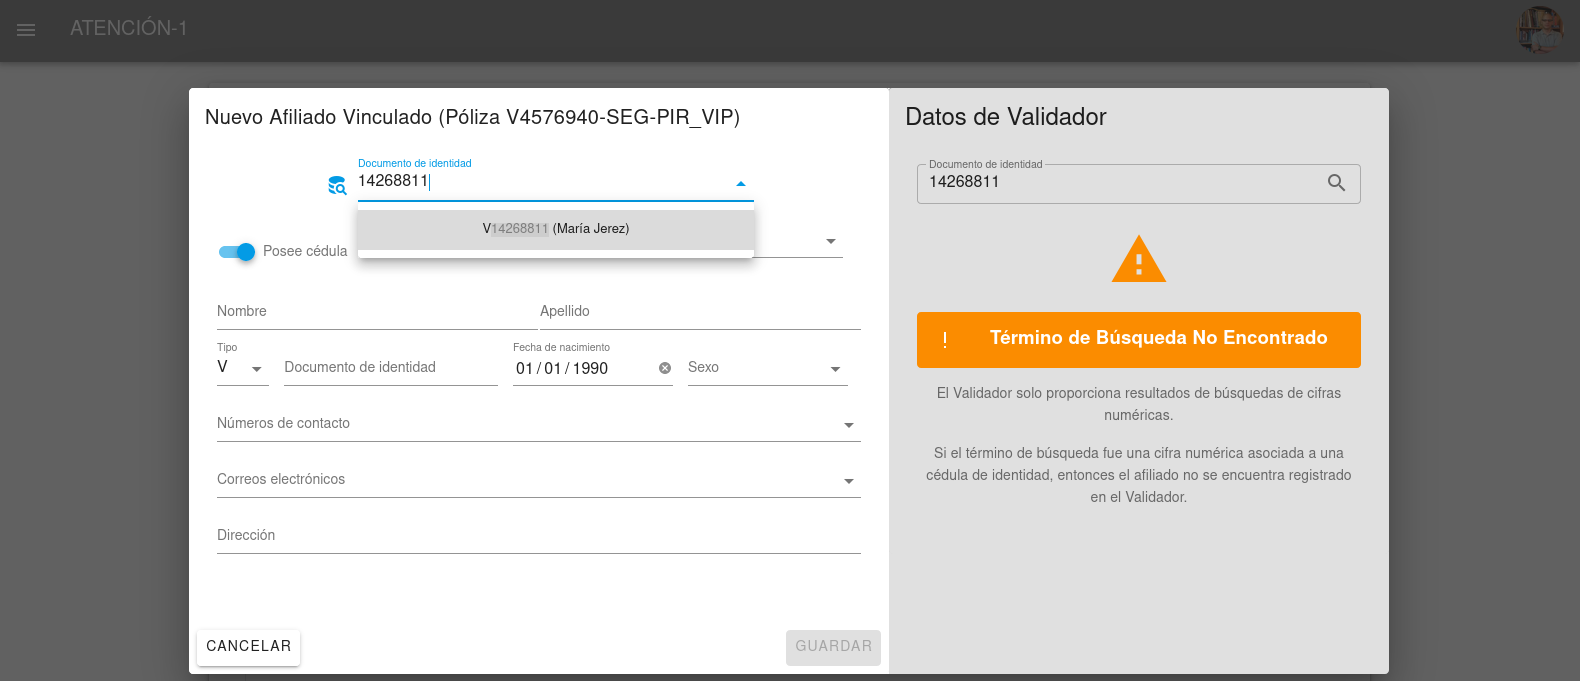 ATENCIÓN-1
Nuevo Afiliado Vinculado (Póliza V4576940-SEG-PIR_VIP)
Documento de identidad
14268811
V14268811 (María Jerez)
Posee cédula
Nombre
Apellido
Tipo
V
Documento de identidad
Fecha de nacimiento
01 / 01 / 1990
Sexo
Números de contacto
Correos electrónicos
Dirección
CANCELAR
GUARDAR
Datos de Validador
Documento de identidad
14268811
Término de Búsqueda No Encontrado
El Validador solo proporciona resultados de búsquedas de cifras
numéricas.
Si el término de búsqueda fue una cifra numérica asociada a una
cédula de identidad, entonces el afiliado no se encuentra registrado
en el Validador.